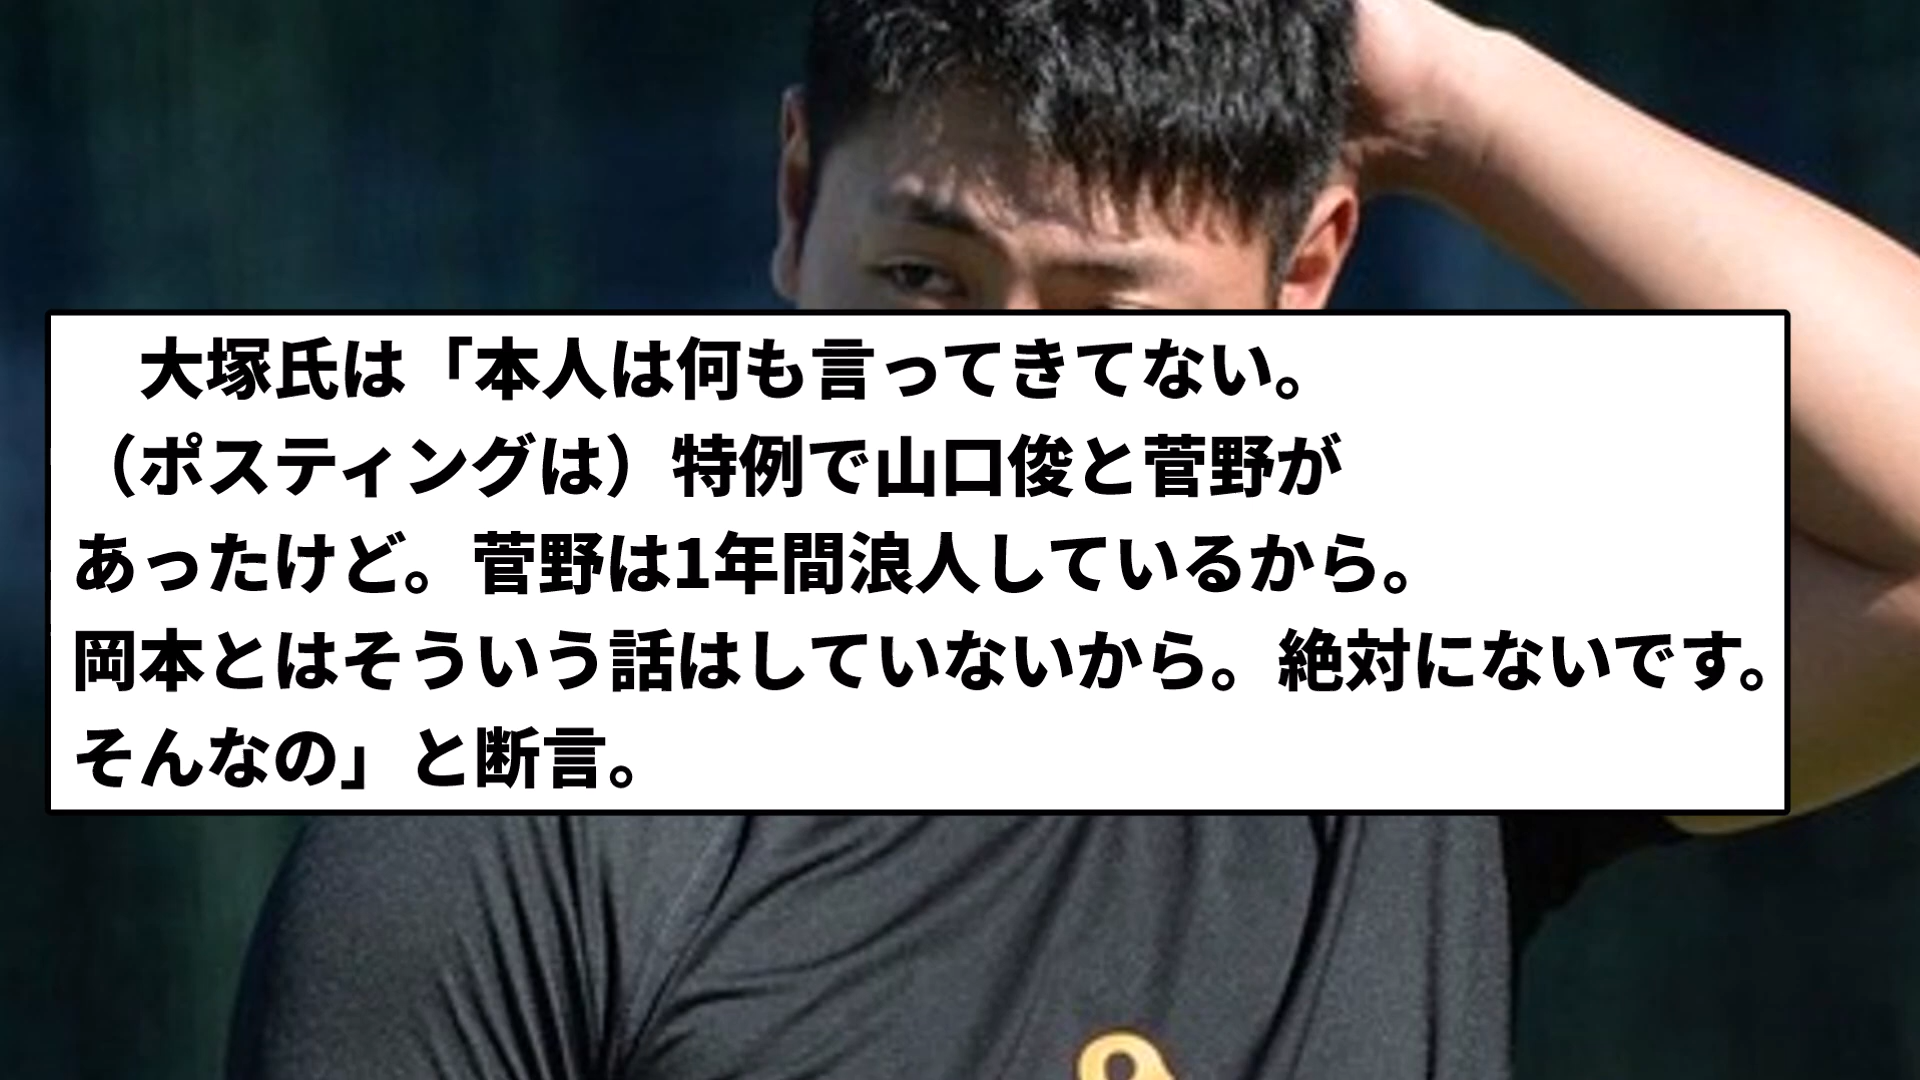 大塚氏は「本人は何も言ってきてない。
（ポスティングは）特例で山口俊と菅野が
あったけど。菅野は1年間浪人しているから。
岡本とはそういう話はしていないから。絶対にないです。
そんなの」と断言。